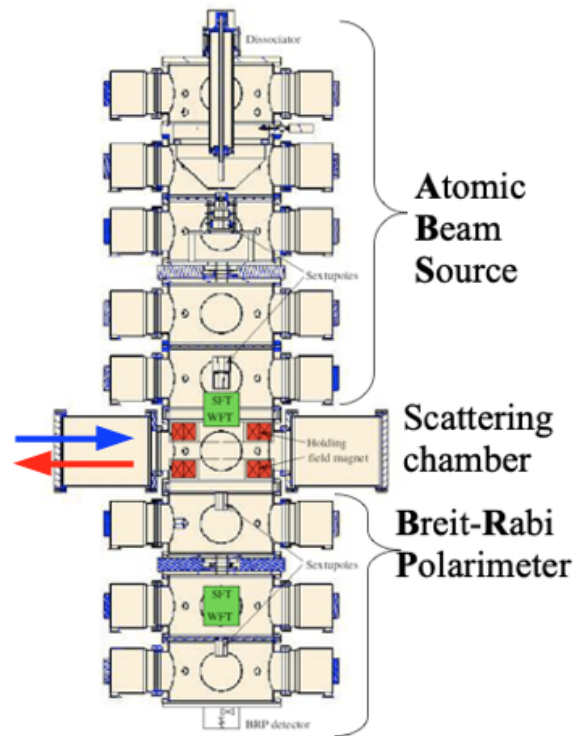 Dissociator
Atomic
Beam
Source
Sextupoles
SFT
WFT
Holding
field magnet
Scattering
chamber
Breit-Rabi
Polarimeter
Sextupoles
SFT
WFT
BRP detector